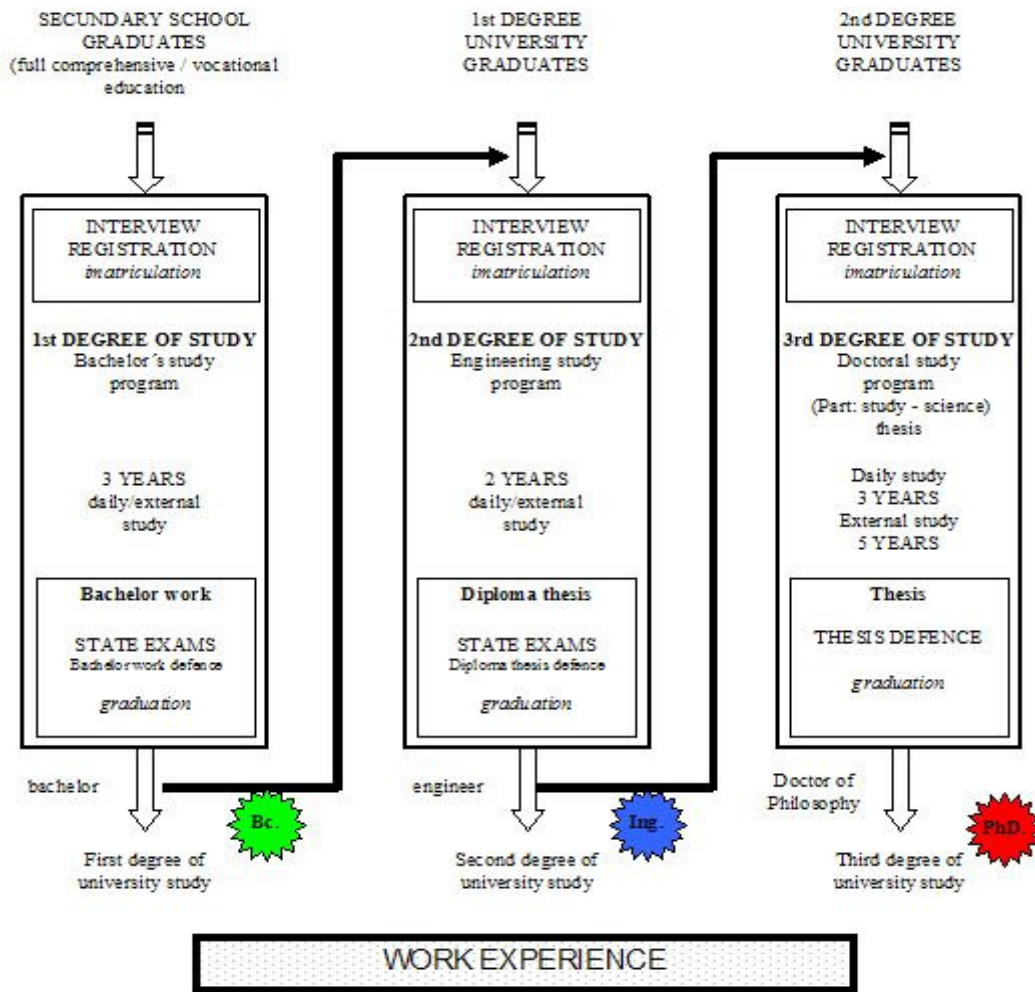 SECUNDARY SCHOOL
GRADUATES
(full comprehensive / vocational
education
INTERVIEW
REGISTRATION
imatriculation
1st DEGREE OF STUDY
Bachelor´s study
program
3 YEARS
daily/external
study
Bachelor work
STATE EXAMS
Bachelor work defence
graduation
bachelor
Bc.
First degree of
university study
1st DEGREE
UNIVERSITY
GRADUATES
INTERVIEW
REGISTRATION
imatriculation
2nd DEGREE OF STUDY
Engineering study
program
2 YEARS
daily/external
study
Diploma thesis
STATE EXAMS
Diploma thesis defence
graduation
engineer
Ing.
Second degree of
university study
2nd DEGREE
UNIVERSITY
GRADUATES
INTERVIEW
REGISTRATION
imatriculation
3rd DEGREE OF STUDY
Doctoral study
program
(Part: study - science)
thesis
Daily study
3 YEARS
External study
5 YEARS
Thesis
THESIS DEFENCE
graduation
Doctor of
Philosophy
PhD.
Third degree of
university study
WORK EXPERIENCE